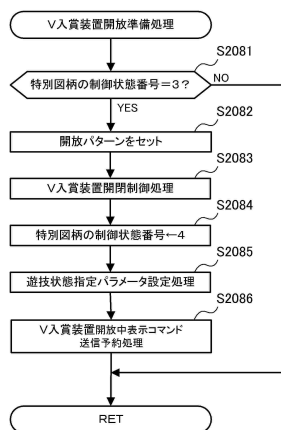 V入賞装置開放準備処理
S2081
特別図柄の制御状態番号=3?
NO
YES
S2082
開放パターンをセット
S2083
V入賞装置開閉制御処理
S2084
特別図柄の制御状態番号←4
S2085
遊技状態指定パラメータ設定処理
S2086
V入賞装置開放中表示コマンド
送信予約処理
RET